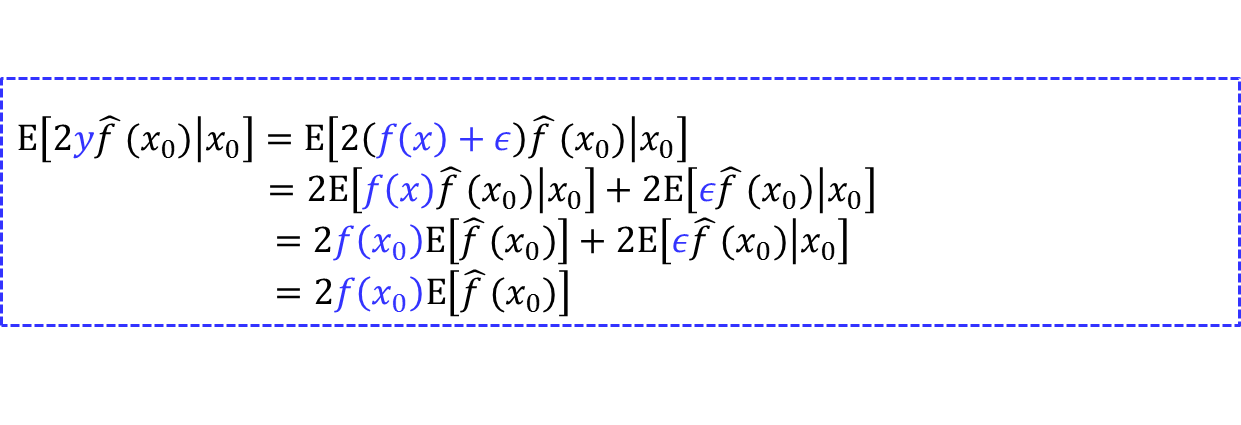 E[2yf̂ (x₀)|x₀] = E[2(f(x) + ϵ)f̂ (x₀)|x₀]
= 2E[f(x)f̂ (x₀)|x₀] + 2E[ϵf̂ (x₀)|x₀]
= 2f(x₀)E[f̂ (x₀)] + 2E[ϵf̂ (x₀)|x₀]
= 2f(x₀)E[f̂ (x₀)]